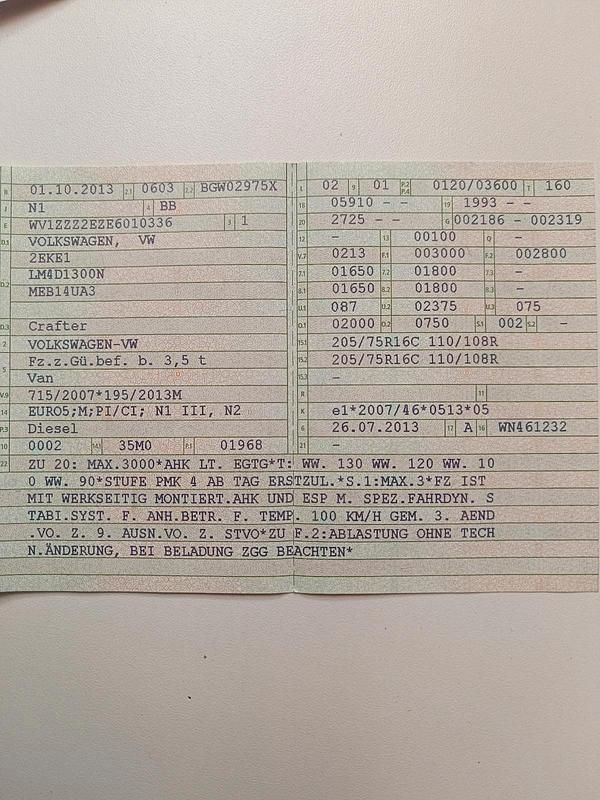 B 01.10.2013 2.1 0603 2.2 BGW02975X
J N1 4 BB
E WV1ZZZ2EZE6010336 3 1
D.1 VOLKSWAGEN, VW
2EKE1
D.2 LM4D1300N
MEB14UA3
D.3 Crafter
2 VOLKSWAGEN-VW
5 Fz.z.Gü.bef. b. 3,5 t
Van
V.9 715/2007*195/2013M
14 EURO5;M;PI/CI; N1 III, N2
P.3 Diesel
10 0002 14.1 35M0 P.1 01968
L 02 9 01 P.2 P.4 0120/03600 T 160
18 05910 - - 19 1993 - -
20 2725 - - G 002186 - 002319
12 - 13 00100 Q -
V.7 0213 F.1 003000 F.2 002800
7.1 01650 7.2 01800 7.3 -
8.1 01650 8.2 01800 8.3 -
U.1 087 U.2 02375 U.3 075
O.1 02000 O.2 0750 S.1 002 S.2 -
15.1 205/75R16C 110/108R
15.2 205/75R16C 110/108R
15.3 -
R 11
K e1*2007/46*0513*05
6 26.07.2013 17 A 16 WN461232
21 -
22 ZU 20: MAX.3000*AHK LT. EGTG*T: WW. 130 WW. 120 WW. 10
0 WW. 90*STUFE PMK 4 AB TAG ERSTZUL.*S.1:MAX.3*FZ IST
MIT WERKSEITIG MONTIERT.AHK UND ESP M. SPEZ.FAHRDYN. S
TABI.SYST. F. ANH.BETR. F. TEMP. 100 KM/H GEM. 3. AEND
.VO. Z. 9. AUSN.VO. Z. STVO*ZU F.2:ABLASTUNG OHNE TECH
N.ÄNDERUNG, BEI BELADUNG ZGG BEACHTEN*